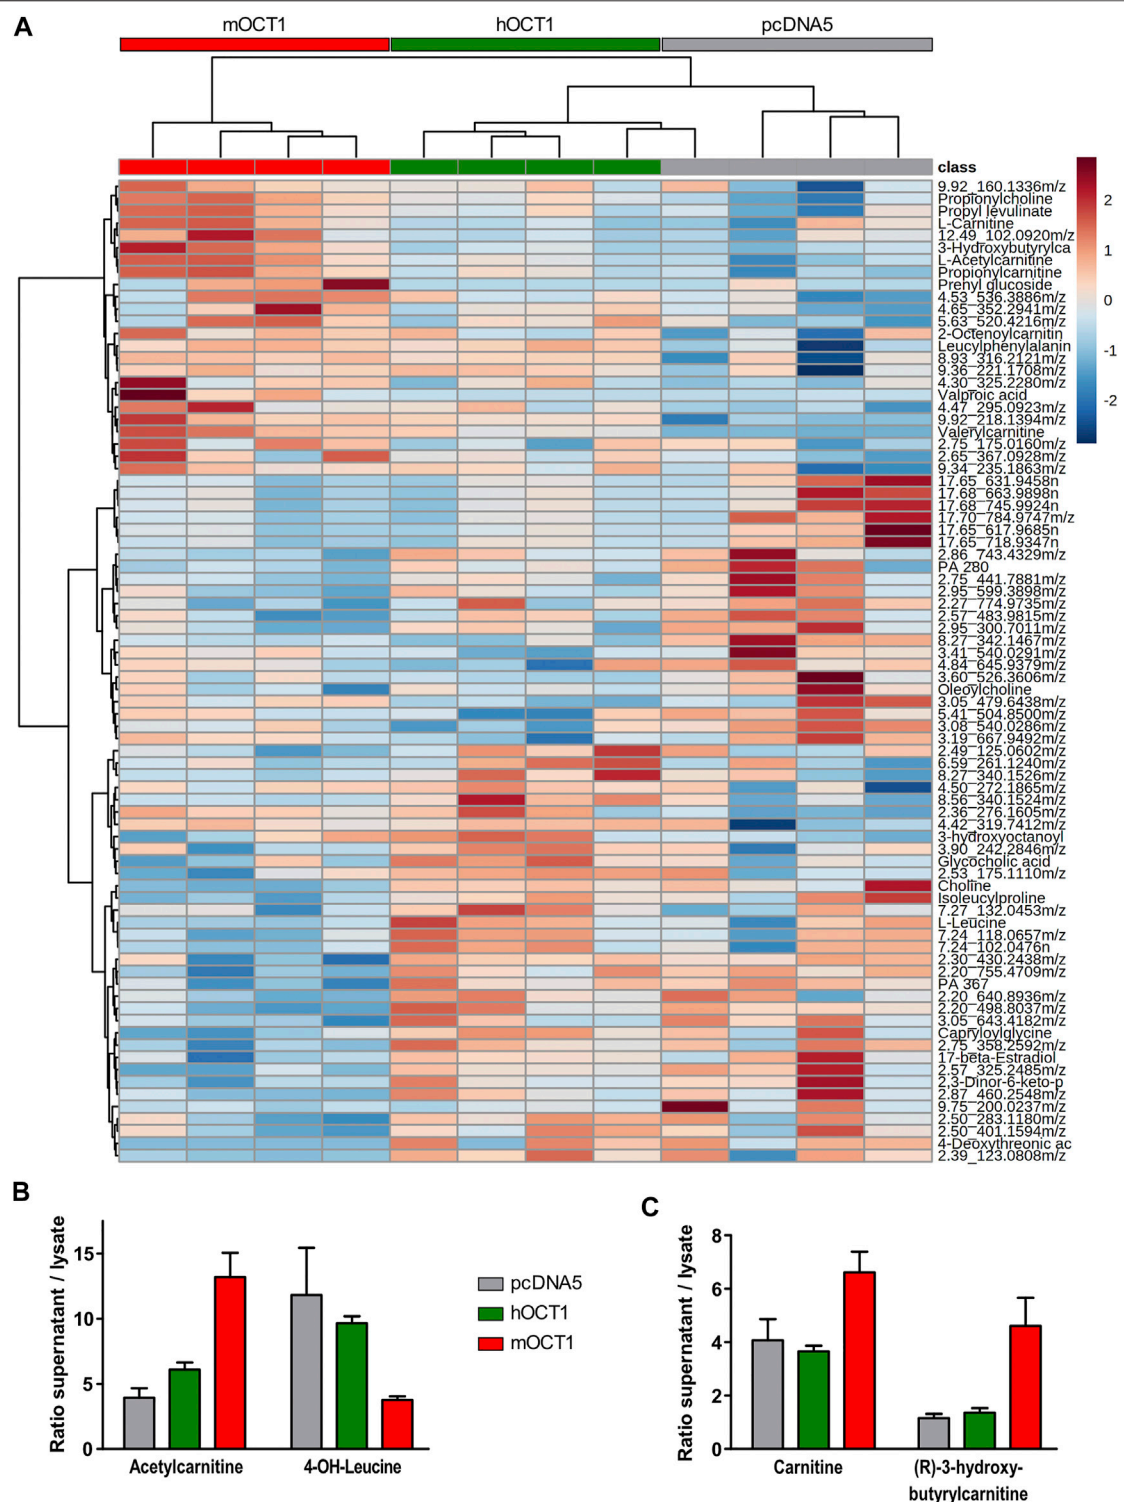 A
mOCT1 hOCT1 pcDNA5
class
9.92_160.1336m/z
Propionylcholine
Propyl levulinate
L-Carnitine
12.49_102.0920m/z
3-Hydroxybutyrylca
L-Acetylcarnitine
Propionylcarnitine
Prenyl glucoside
4.53_536.3886m/z
4.65_352.2941m/z
5.63_520.4216m/z
2-Octenoylcarnitin
Leucylphenylalanin
8.93_316.2121m/z
9.36_221.1708m/z
4.30_325.2280m/z
Valproic acid
4.47_295.0923m/z
9.92_218.1394m/z
Valerylcarnitine
2.75_175.0160m/z
2.65_367.0928m/z
9.34_235.1863m/z
17.65_631.9458n
17.68_663.9898n
17.68_745.9924n
17.70_784.9747m/z
17.65_617.9685n
17.65_718.9347n
2.86_743.4329m/z
PA 280
2.75_441.7881m/z
2.95_599.3898m/z
2.27_774.9735m/z
2.57_483.9815m/z
2.95_300.7011m/z
8.27_342.1467m/z
3.41_540.0291m/z
4.84_645.9379m/z
3.60_526.3606m/z
Oleoylcholine
3.05_479.6438m/z
5.41_504.8500m/z
3.08_540.0286m/z
3.19_667.9492m/z
2.49_125.0602m/z
6.59_261.1240m/z
8.27_340.1526m/z
4.50_272.1865m/z
8.56_340.1524m/z
2.36_276.1605m/z
4.42_319.7412m/z
3-hydroxyoctanoyl
3.90_242.2846m/z
Glycocholic acid
2.53_175.1110m/z
Choline
Isoleucylproline
7.27_132.0453m/z
L-Leucine
7.24_118.0657m/z
7.24_102.0476n
2.30_430.2438m/z
2.20_755.4709m/z
PA 367
2.20_640.8936m/z
2.20_498.8037m/z
3.05_643.4182m/z
Capryloylglycine
2.75_358.2592m/z
17-beta-Estradiol
2.57_325.2485m/z
2,3-Dinor-6-keto-p
2.87_460.2548m/z
9.75_200.0237m/z
2.50_283.1180m/z
2.50_401.1594m/z
4-Deoxythreonic ac
2.39_123.0808m/z
2
1
0
-1
-2
B
Ratio supernatant / lysate
15
10
5
0
Acetylcarnitine 4-OH-Leucine
pcDNA5
hOCT1
mOCT1
C
Ratio supernatant / lysate
8
6
4
2
0
Carnitine (R)-3-hydroxy-
butyrylcarnitine